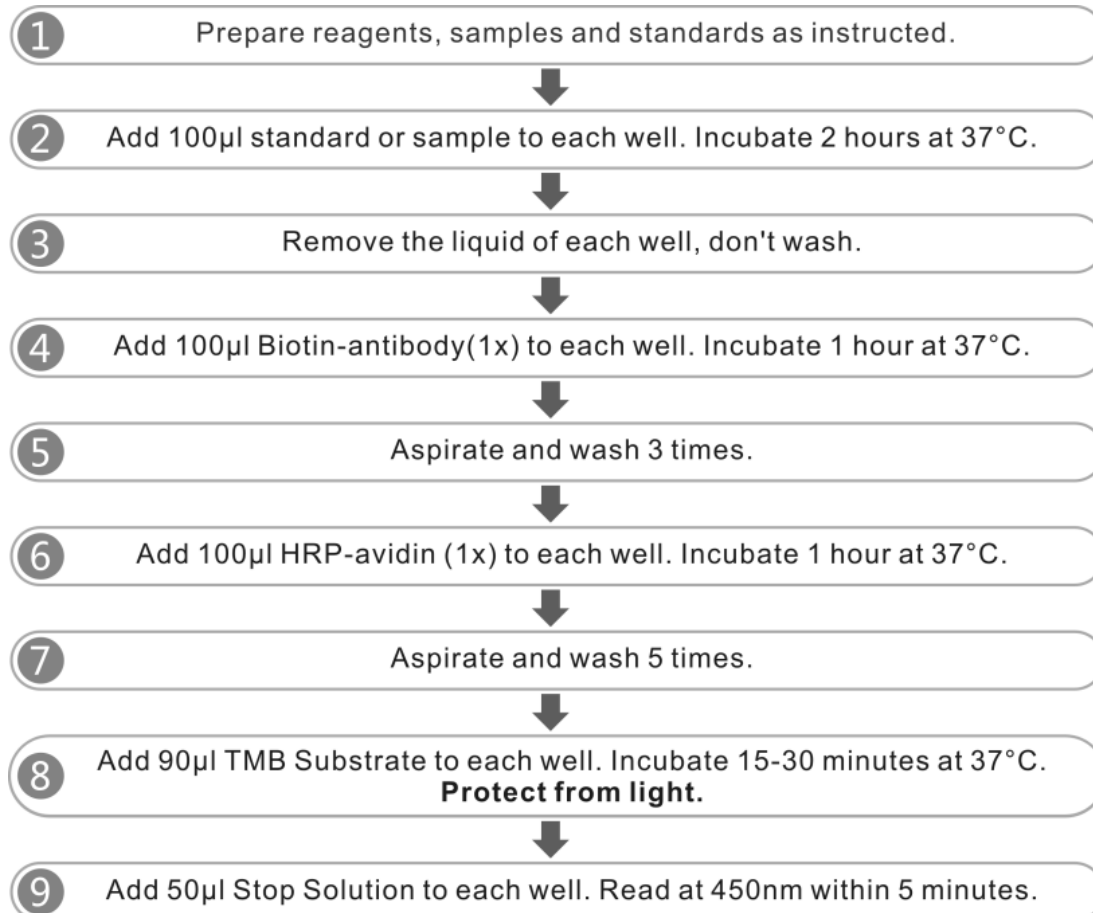 1 Prepare reagents, samples and standards as instructed.
2 Add 100µl standard or sample to each well. Incubate 2 hours at 37°C.
3 Remove the liquid of each well, don't wash.
4 Add 100µl Biotin-antibody(1x) to each well. Incubate 1 hour at 37°C.
5 Aspirate and wash 3 times.
6 Add 100µl HRP-avidin (1x) to each well. Incubate 1 hour at 37°C.
7 Aspirate and wash 5 times.
8 Add 90µl TMB Substrate to each well. Incubate 15-30 minutes at 37°C.
Protect from light.
9 Add 50µl Stop Solution to each well. Read at 450nm within 5 minutes.